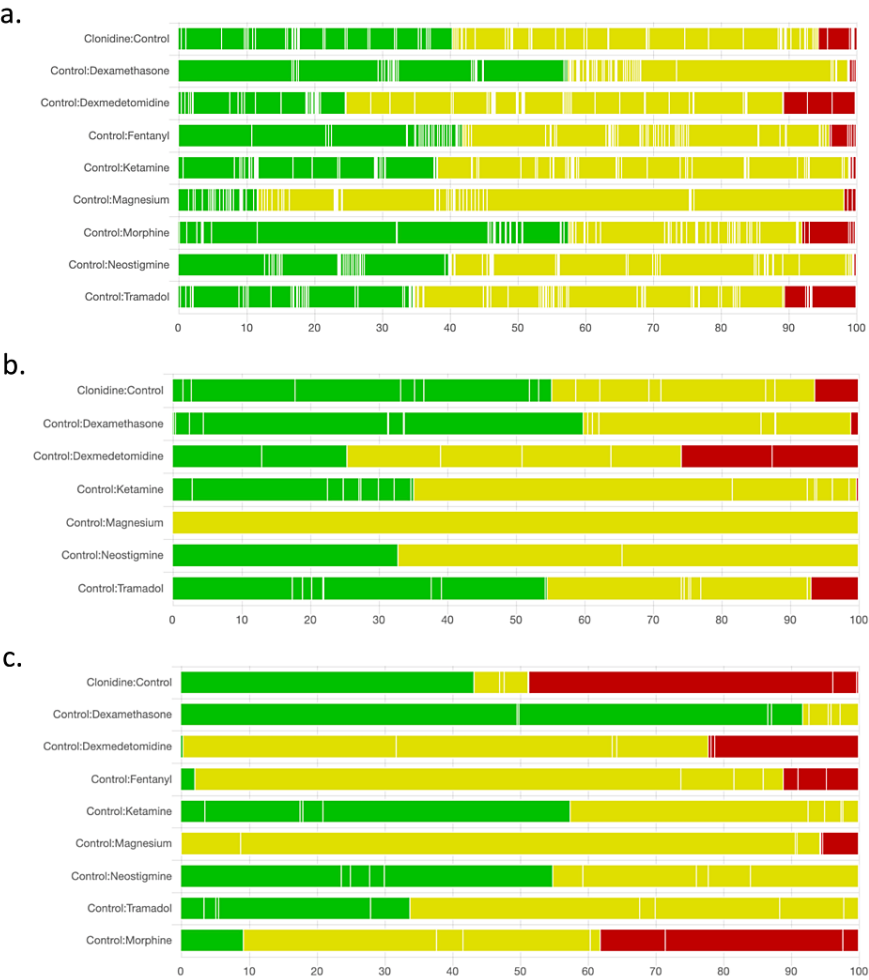 a.
Clonidine:Control
Control:Dexamethasone
Control:Dexmedetomidine
Control:Fentanyl
Control:Ketamine
Control:Magnesium
Control:Morphine
Control:Neostigmine
Control:Tramadol
0 10 20 30 40 50 60 70 80 90 100
b.
Clonidine:Control
Control:Dexamethasone
Control:Dexmedetomidine
Control:Ketamine
Control:Magnesium
Control:Neostigmine
Control:Tramadol
0 10 20 30 40 50 60 70 80 90 100
c.
Clonidine:Control
Control:Dexamethasone
Control:Dexmedetomidine
Control:Fentanyl
Control:Ketamine
Control:Magnesium
Control:Neostigmine
Control:Tramadol
Control:Morphine
0 10 20 30 40 50 60 70 80 90 100